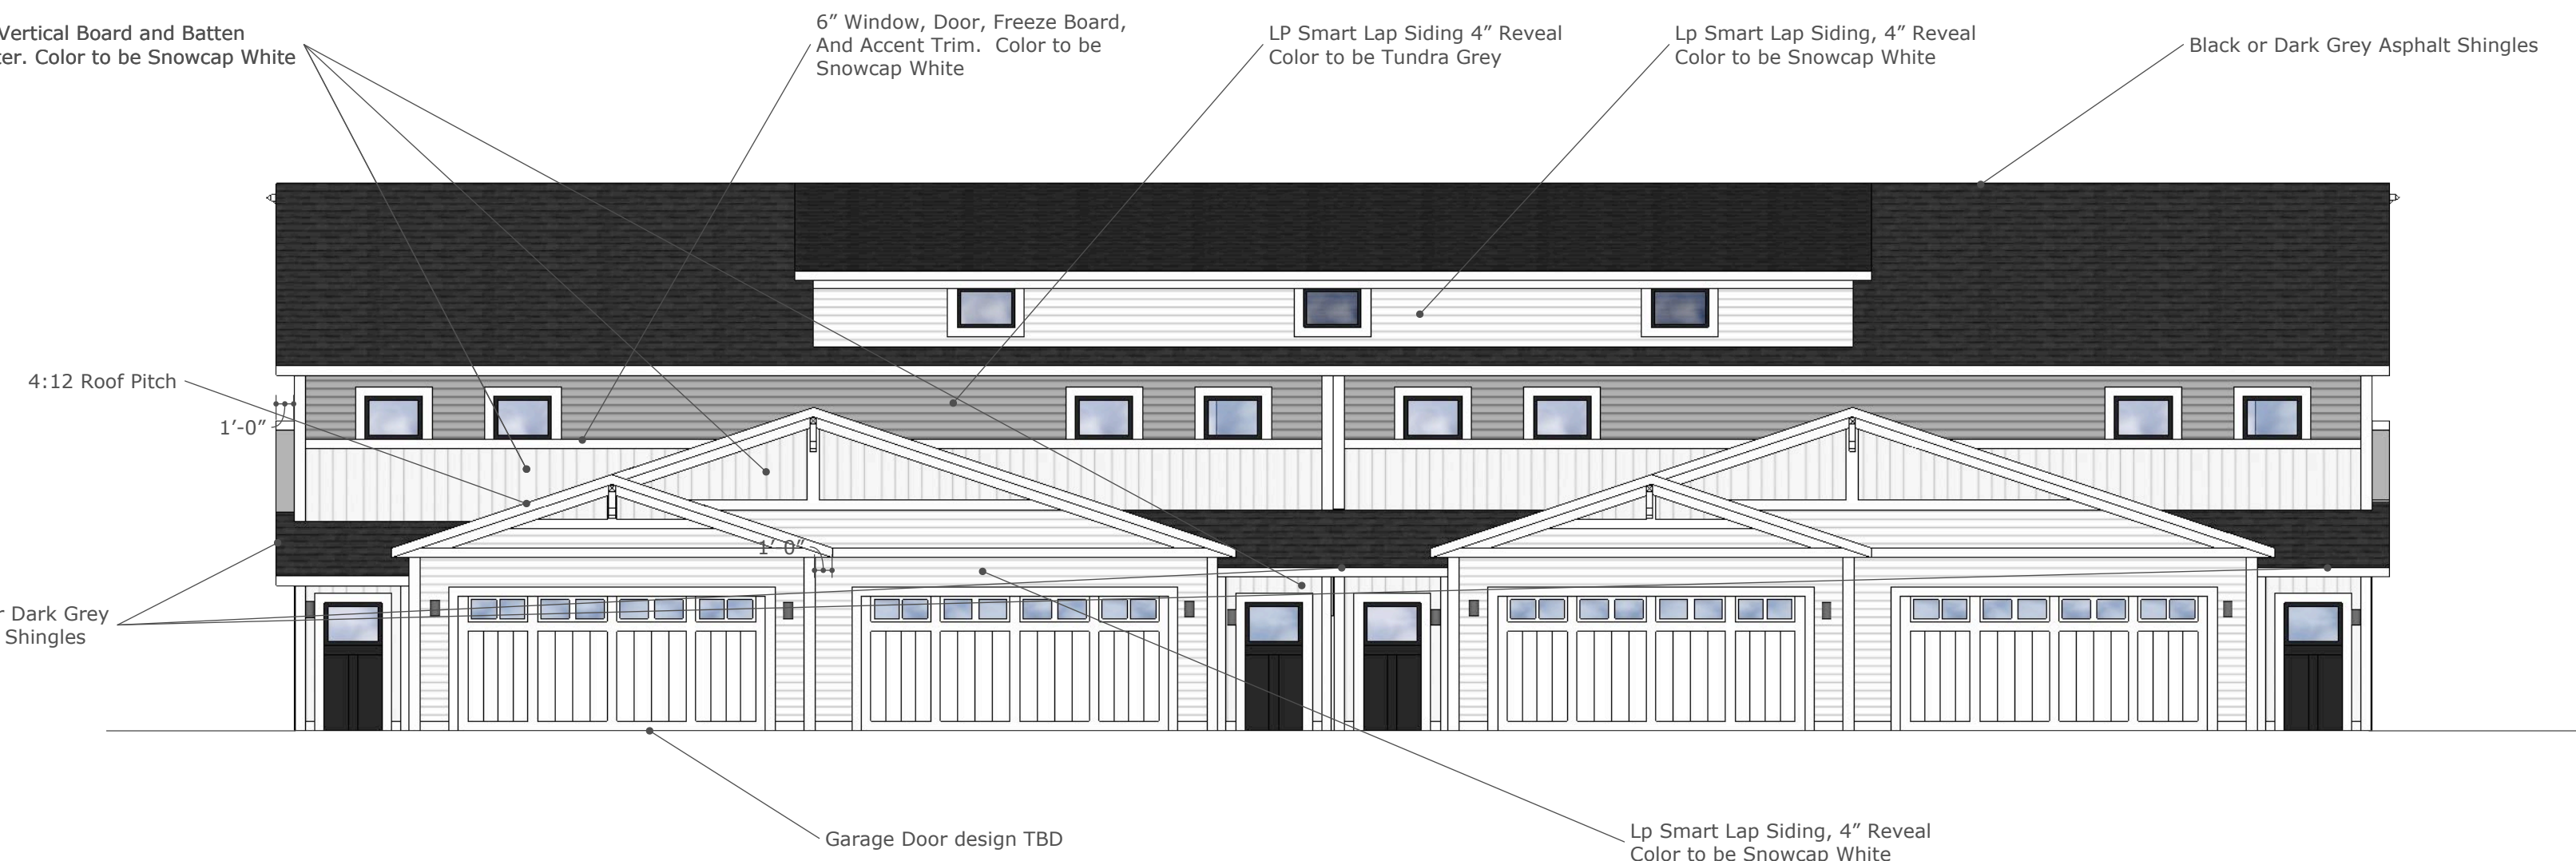 Vertical Board and Batten
Color to be Snowcap White
6” Window, Door, Freeze Board,
And Accent Trim. Color to be
Snowcap White
LP Smart Lap Siding 4” Reveal
Color to be Tundra Grey
Lp Smart Lap Siding, 4” Reveal
Color to be Snowcap White
Black or Dark Grey Asphalt Shingles
4:12 Roof Pitch
1’-0”
1’-0”
Dark Grey
Shingles
Garage Door design TBD
Lp Smart Lap Siding, 4” Reveal
Color to be Snowcap White